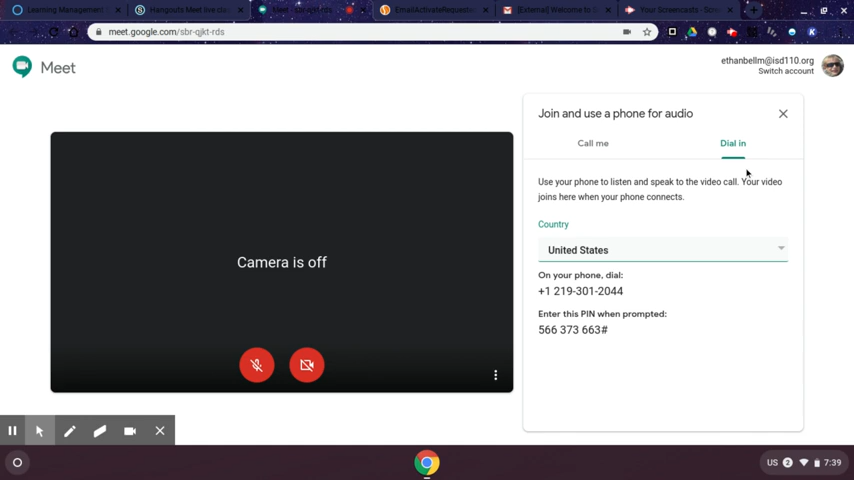 Learning Management
Hangouts Meet live cla
Meet - sbr-qjkt-rds
EmailActivateRequestin
[External] Welcome to S
Your Screencasts - Scre
meet.google.com/sbr-qjkt-rds
Meet
ethanbellm@isd110.org
Switch account
Join and use a phone for audio
Call me
Dial in
Use your phone to listen and speak to the video call. Your video
joins here when your phone connects.
Country
United States
On your phone, dial:
+1 219-301-2044
Enter this PIN when prompted:
566 373 663#
Camera is off
US 2 7:39